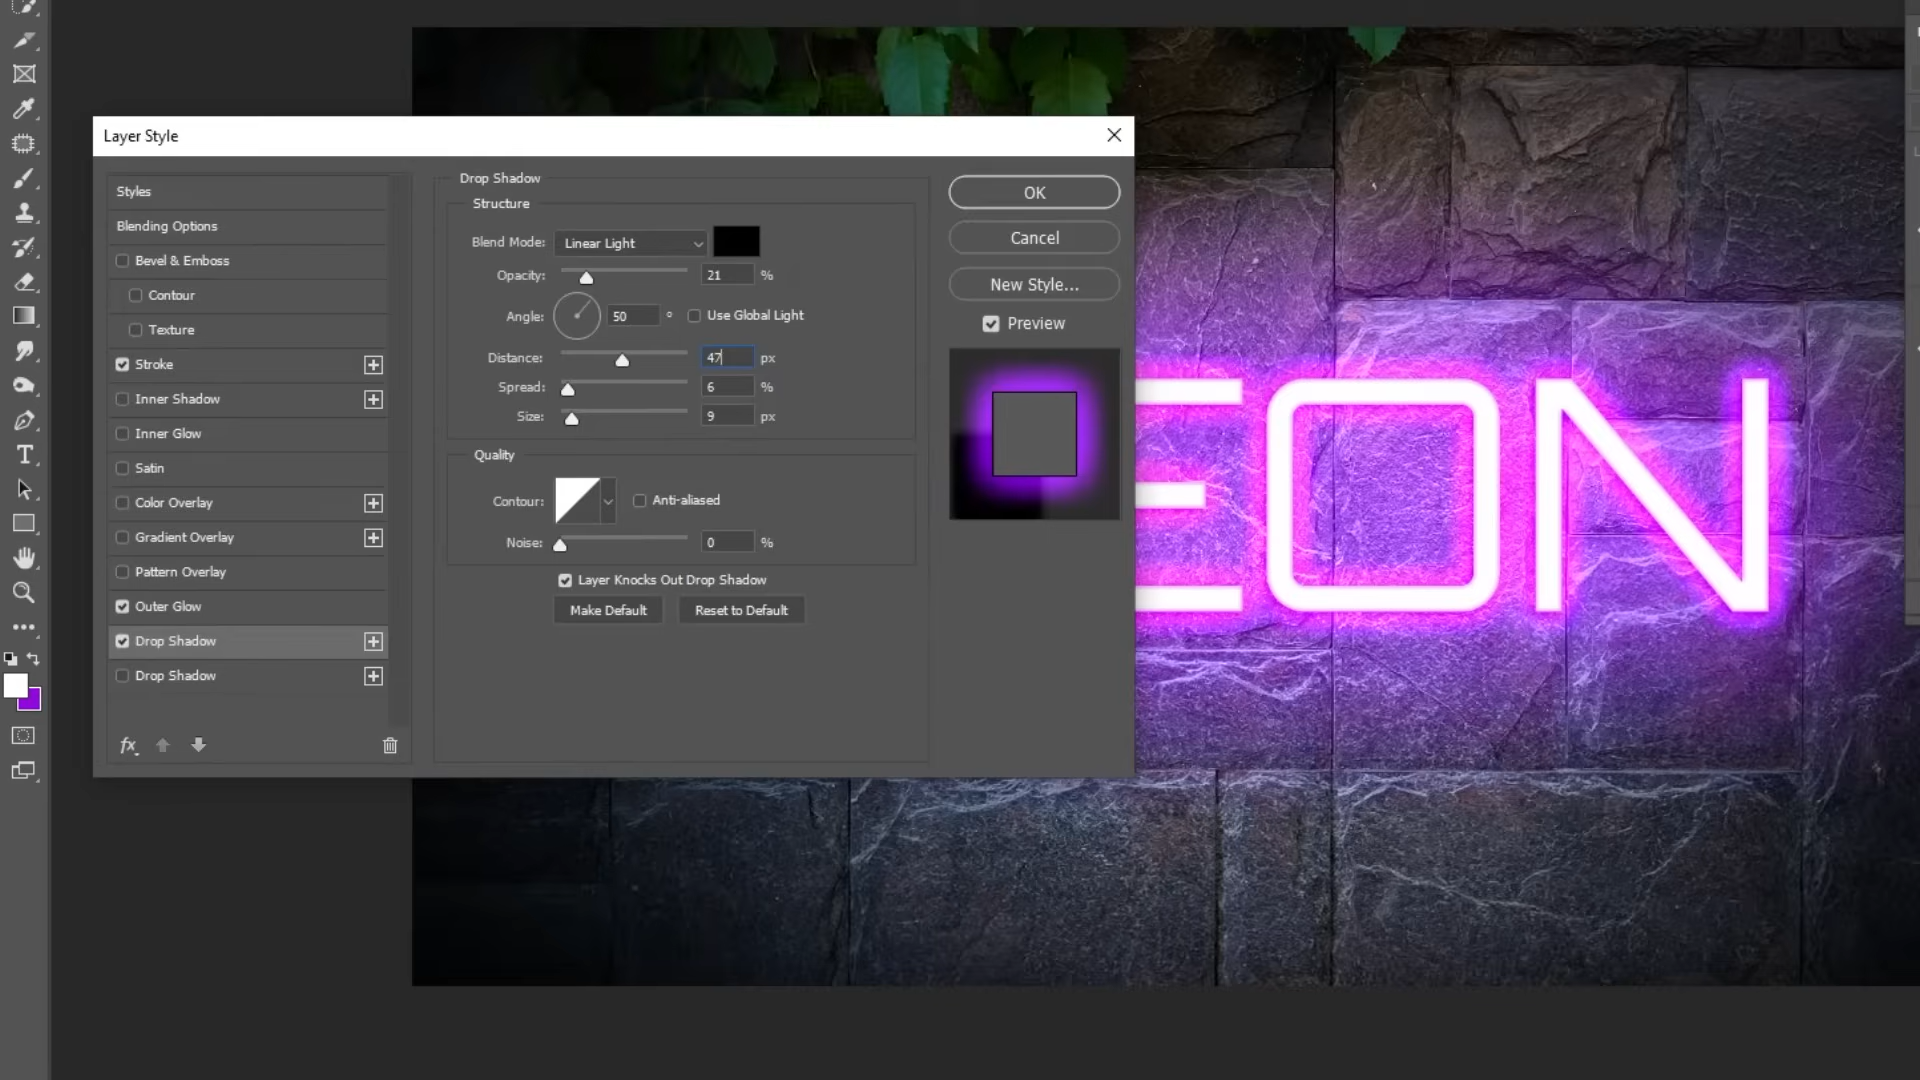 Layer Style
Styles
Blending Options
Bevel & Emboss
Contour
Texture
Stroke
Inner Shadow
Inner Glow
Satin
Color Overlay
Gradient Overlay
Pattern Overlay
Outer Glow
Drop Shadow
Drop Shadow
fx
Drop Shadow
Structure
Blend Mode: Linear Light
Opacity: 21 %
Angle: 50 ° Use Global Light
Distance: 47 px
Spread: 6 %
Size: 9 px
Quality
Contour: Anti-aliased
Noise: 0 %
Layer Knocks Out Drop Shadow
Make Default Reset to Default
OK
Cancel
New Style...
Preview
EON